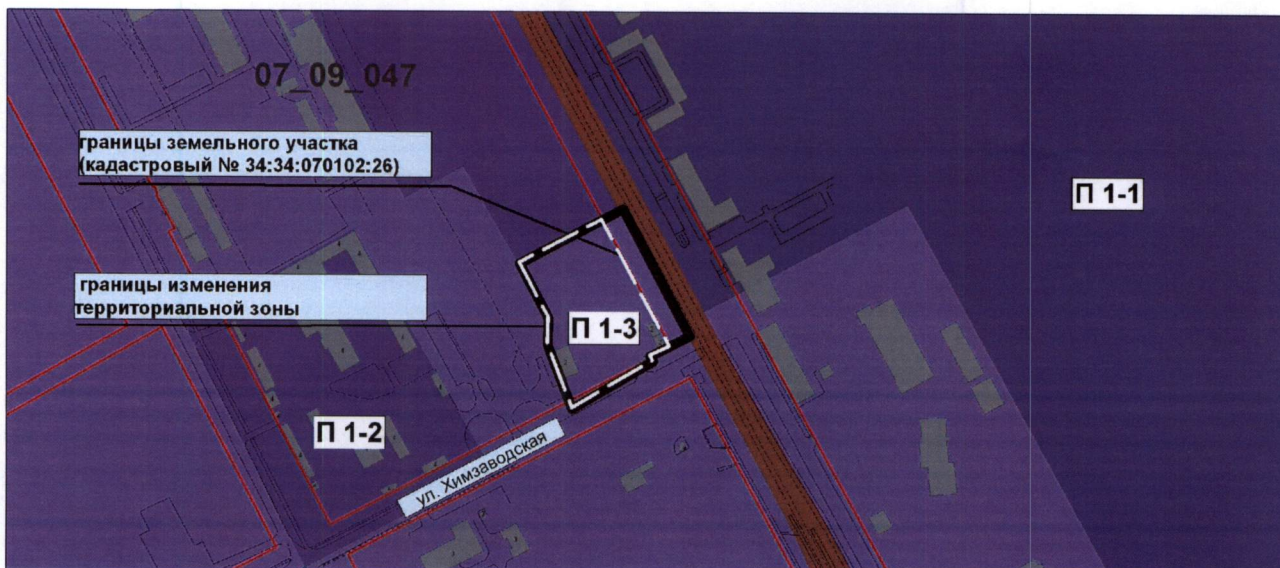 07_09_047
границы земельного участка
(кадастровый № 34:34:070102:26)
П 1-1
границы изменения
территориальной зоны
П 1-3
П 1-2
ул. Химзаводская